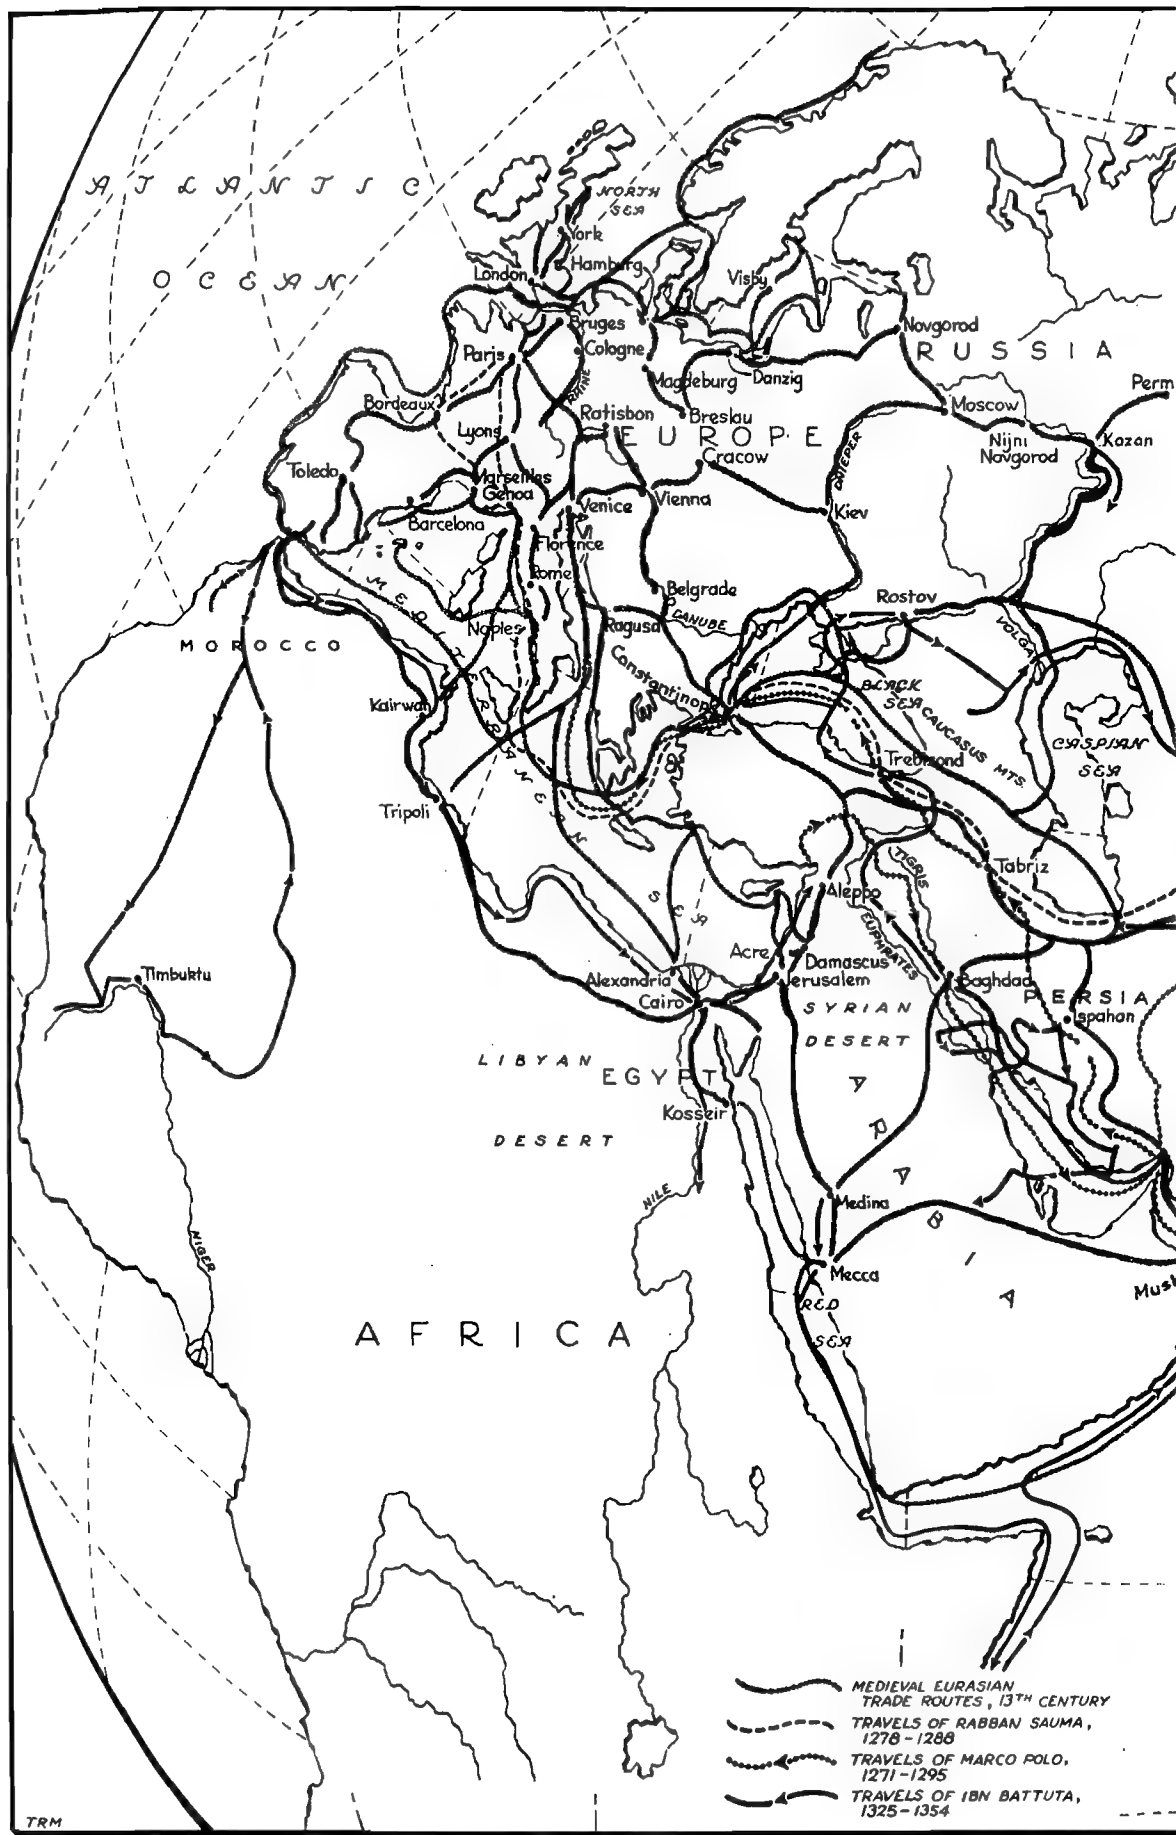 ATLANTIC
OCEAN
NORTH
SEA
York
London
Hamburg
Visby
Bruges
Novgorod
Paris
Cologne
RUSSIA
RHINE
Magdeburg
Danzig
Perm
Bordeaux
Ratisbon
Breslau
Moscow
Lyons
EUROPE
DNIEPER
Nijni
Novgorod
Kazan
Cracow
Toledo
Marseilles
Genoa
Venice
Vienna
Kiev
Barcelona
Florence
Rome
Belgrade
Rostov
MEDITERRANEAN
SEA
Naples
Ragusa
DANUBE
VOLGA
MOROCCO
Constantinople
BLACK
SEA
CAUCASUS MTS.
CASPIAN
SEA
Kairwan
Trebizond
Tripoli
TIGRIS
Tabriz
Aleppo
EUPHRATES
Acre
Damascus
Timbuktu
Alexandria
Jerusalem
Baghdad
Cairo
SYRIAN
DESERT
PERSIA
Ispahan
LIBYAN
DESERT
EGYPT
Kosseir
ARABIA
NILE
Medina
NIGER
Mecca
RED
SEA
AFRICA
MEDIEVAL EURASIAN
TRADE ROUTES, 13TH CENTURY
TRAVELS OF RABBAN SAUMA,
1278-1288
TRAVELS OF MARCO POLO,
1271-1295
TRAVELS OF IBN BATTUTA,
1325-1354
TRM